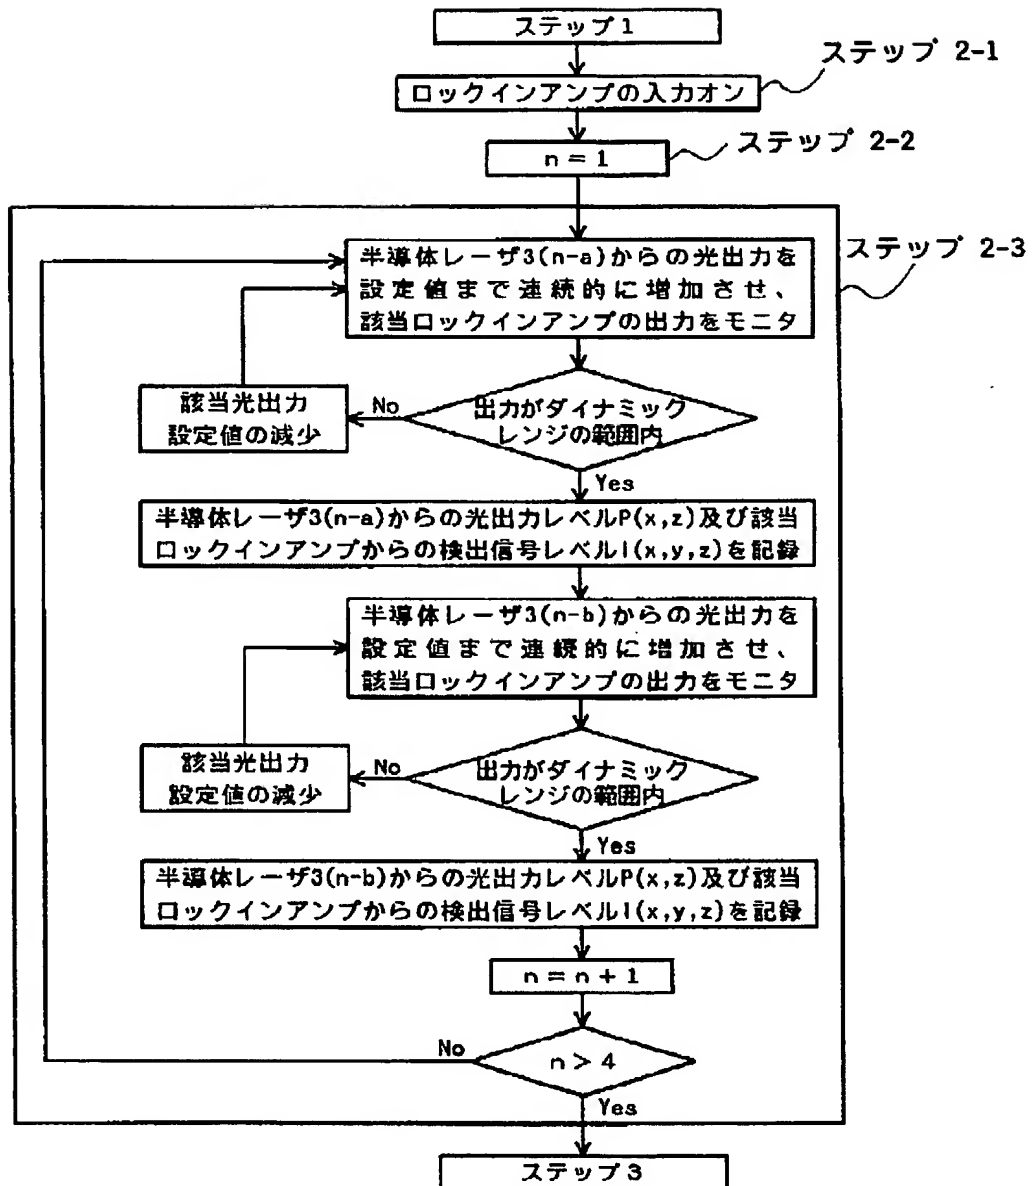 ステップ1
ステップ 2-1
ロックインアンプの入力オン
ステップ 2-2
n = 1
ステップ 2-3
半導体レーザ3(n-a)からの光出力を
設定値まで連続的に増加させ、
該当ロックインアンプの出力をモニタ
該当光出力
設定値の減少
No
出力がダイナミック
レンジの範囲内
Yes
半導体レーザ3(n-a)からの光出力レベルP(x,z)及び該当
ロックインアンプからの検出信号レベルI(x,y,z)を記録
半導体レーザ3(n-b)からの光出力を
設定値まで連続的に増加させ、
該当ロックインアンプの出力をモニタ
該当光出力
設定値の減少
No
出力がダイナミック
レンジの範囲内
Yes
半導体レーザ3(n-b)からの光出力レベルP(x,z)及び該当
ロックインアンプからの検出信号レベルI(x,y,z)を記録
n = n + 1
No
n > 4
Yes
ステップ3